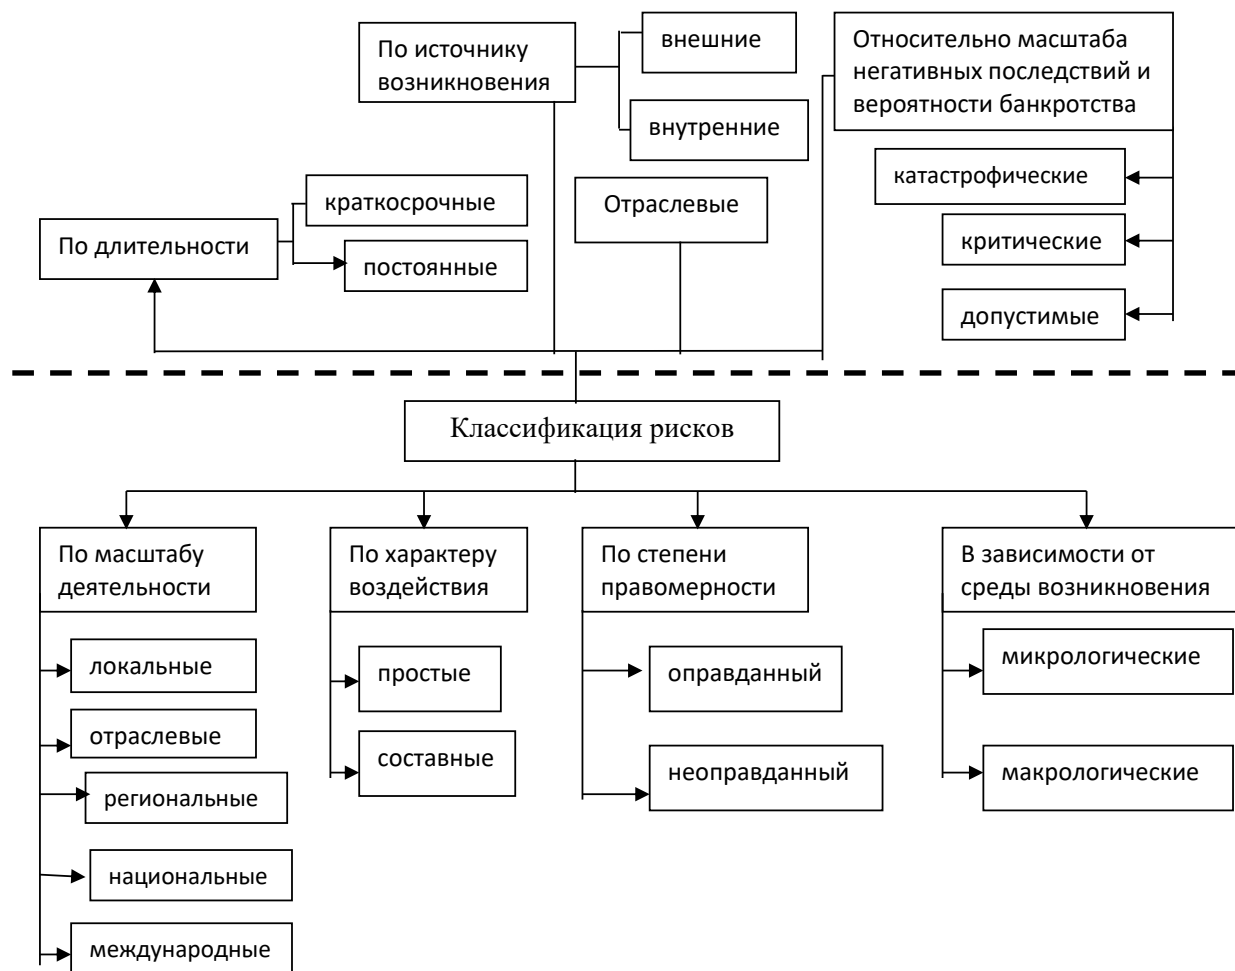 По источнику
возникновения
внешние
внутренние
Относительно масштаба
негативных последствий и
вероятности банкротства
катастрофические
критические
допустимые
По длительности
краткосрочные
постоянные
Отраслевые
Классификация рисков
По масштабу
деятельности
локальные
отраслевые
региональные
национальные
международные
По характеру
воздействия
простые
составные
По степени
правомерности
оправданный
неоправданный
В зависимости от
среды возникновения
микрологические
макрологические